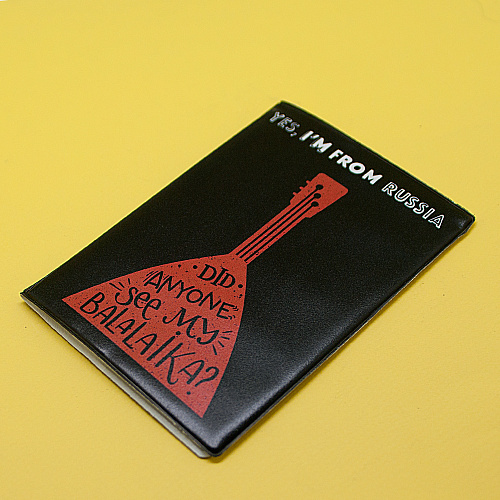 YES, I'M FROM RUSSIA
DID
ANYONE
See MY
BALALAIKA?